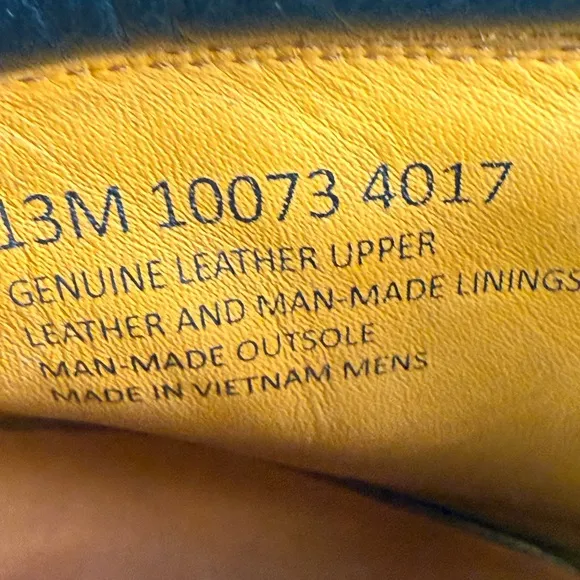 13M 10073 4017
GENUINE LEATHER UPPER
LEATHER AND MAN-MADE LININGS
MAN-MADE OUTSOLE
MADE IN VIETNAM MENS